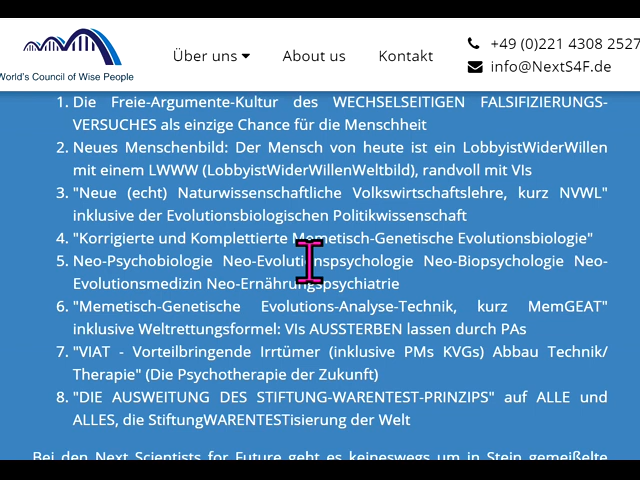 World's Council of Wise People
Über uns
About us
Kontakt
+49 (0)221 4308 2527
info@NextS4F.de
1. Die Freie-Argumente-Kultur des WECHSELSEITIGEN FALSIFIZIERUNGS-
VERSUCHES als einzige Chance für die Menschheit
2. Neues Menschenbild: Der Mensch von heute ist ein LobbyistWiderWillen
mit einem LWWW (LobbyistWiderWillenWeltbild), randvoll mit VIs
3. "Neue (echt) Naturwissenschaftliche Volkswirtschaftslehre, kurz NVWL"
inklusive der Evolutionsbiologischen Politikwissenschaft
4. "Korrigierte und Komplettierte Memetisch-Genetische Evolutionsbiologie"
5. Neo-Psychobiologie Neo-Evolutionspsychologie Neo-Biopsychologie Neo-
Evolutionsmedizin Neo-Ernährungspsychiatrie
6. "Memetisch-Genetische Evolutions-Analyse-Technik, kurz MemGEAT"
inklusive Weltrettungsformel: VIs AUSSTERBEN lassen durch PAs
7. "VIAT - Vorteilbringende Irrtümer (inklusive PMs KVGs) Abbau Technik/
Therapie" (Die Psychotherapie der Zukunft)
8. "DIE AUSWEITUNG DES STIFTUNG-WARENTEST-PRINZIPS" auf ALLE und
ALLES, die StiftungWARENTESTisierung der Welt
Bei den Next Scientists for Future geht es keineswegs um in Stein gemeißelte